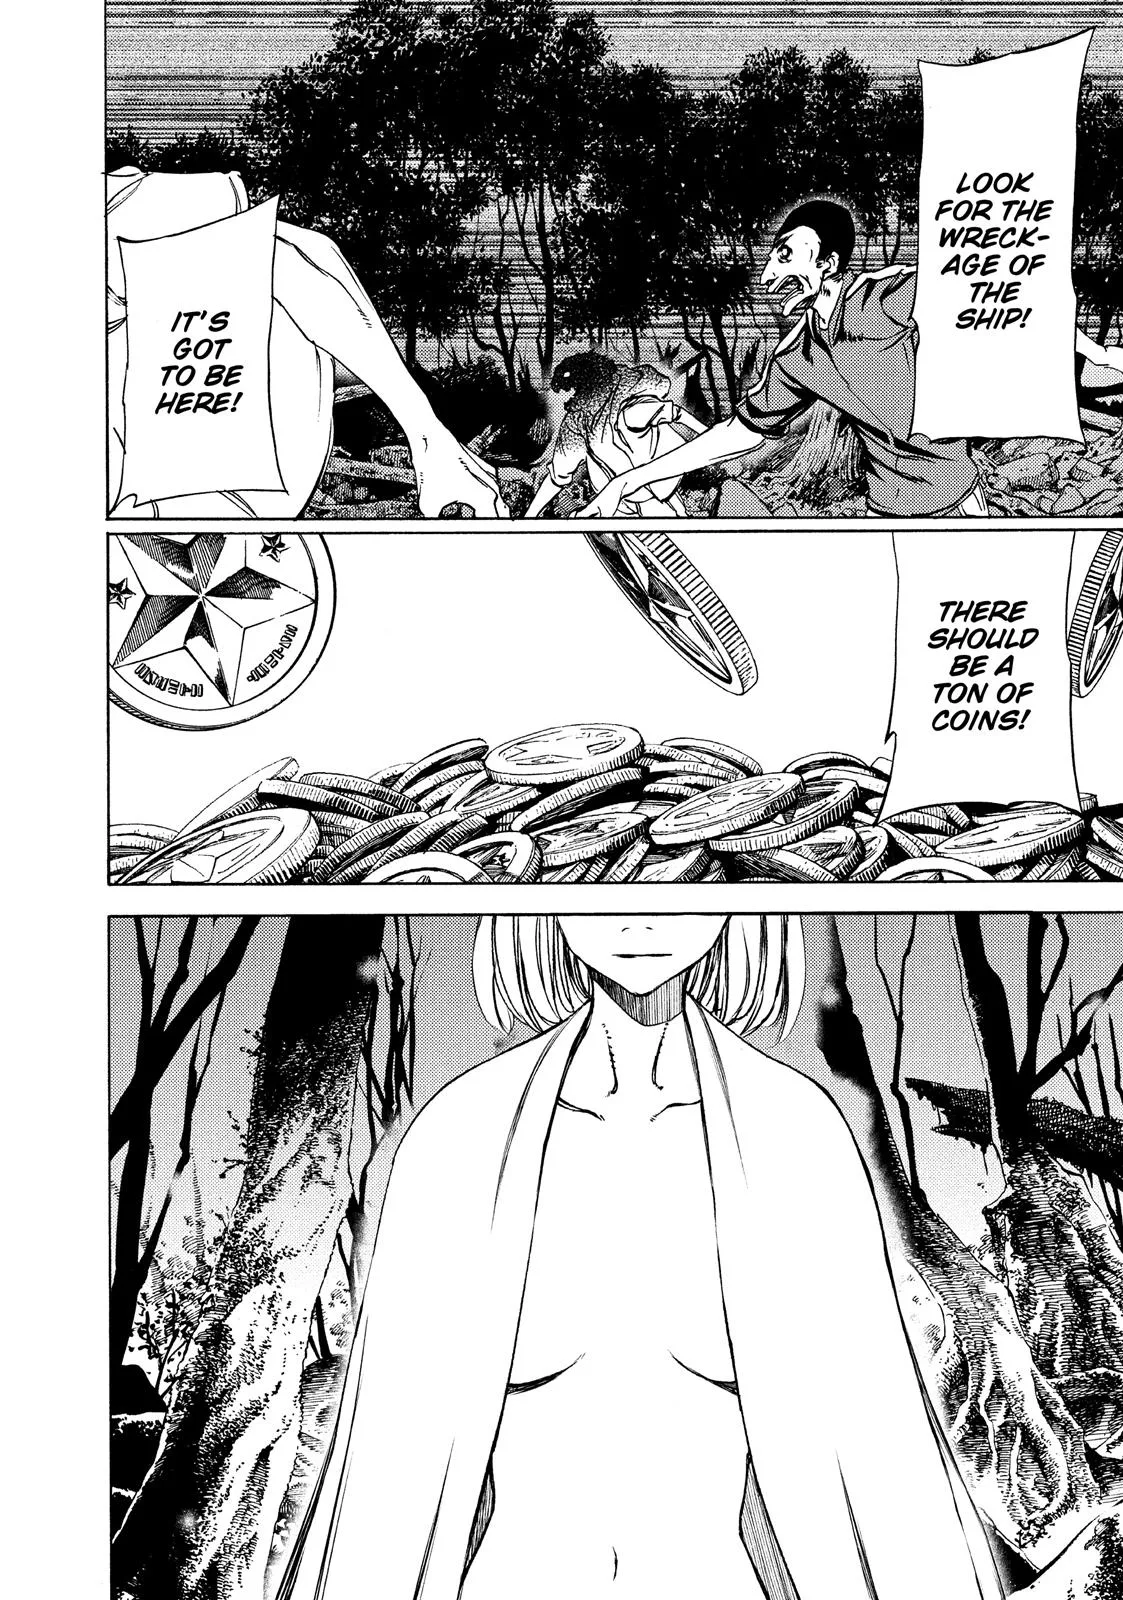 LOOK
FOR THE
WRECK-
AGE OF
THE
SHIP!
IT'S
GOT
TO BE
HERE!
THERE
SHOULD
BE A
TON OF
COINS!